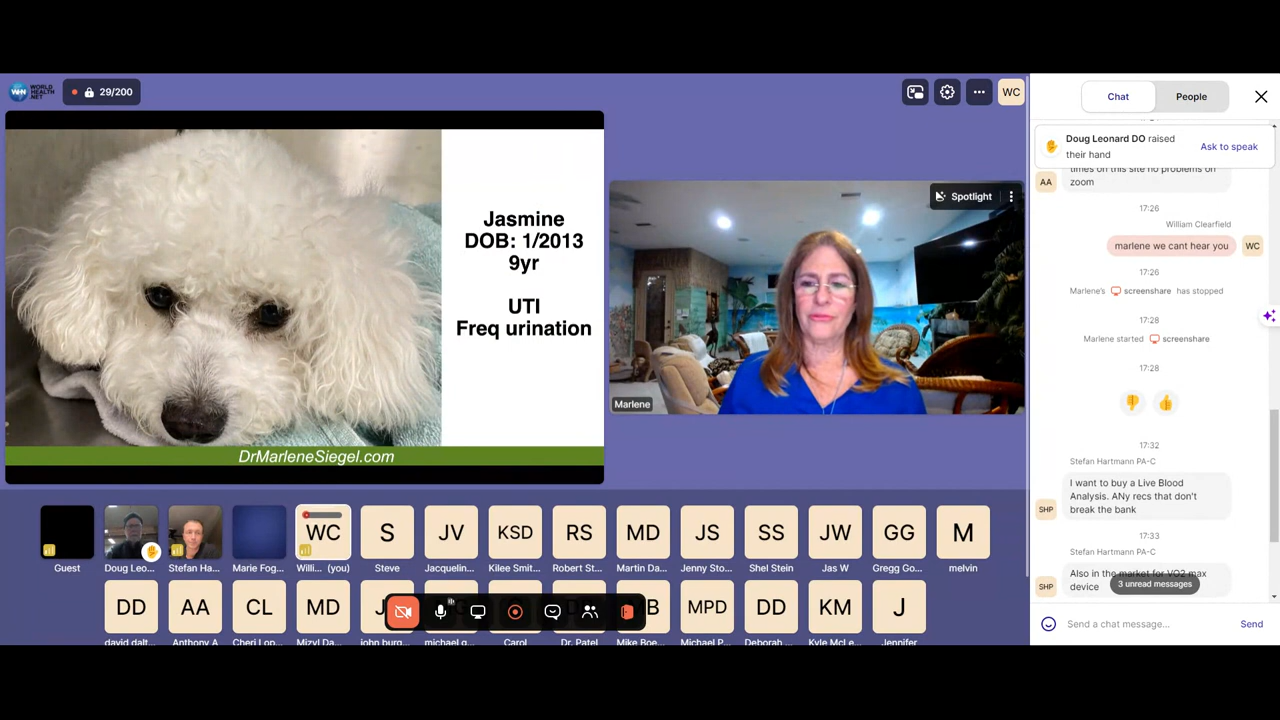 WORLD
HEALTH
NET
29/200
WC
Jasmine
DOB: 1/2013
9yr
UTI
Freq urination
DrMarleneSiegel.com
Spotlight
Marlene
Guest
Doug Leo...
Stefan Ha...
Marie Fog...
WC
Willi... (you)
S
Steve
JV
Jacquelin...
KSD
Kilee Smit...
RS
Robert St...
MD
Martin Da...
JS
Jenny Sto...
SS
Shel Stein
JW
Jas W
GG
Gregg Go...
M
melvin
DD
david dalt...
AA
Anthony A
CL
Cheri Lop...
MD
Mizyl Da...
J
john burg...
michael g...
Carol
Dr. Patel
B
Mike Boe...
MPD
Michael P...
DD
Deborah ...
KM
Kyle McLe...
J
Jennifer
Chat
People
Doug Leonard DO raised
their hand
Ask to speak
times on this site no problems on
zoom
AA
17:26
William Clearfield
marlene we cant hear you
WC
17:26
Marlene's screenshare has stopped
17:28
Marlene started screenshare
17:28
17:32
Stefan Hartmann PA-C
I want to buy a Live Blood
Analysis. ANy recs that don't
break the bank
SHP
17:33
Stefan Hartmann PA-C
Also in the market for VO2 max
device
SHP
3 unread messages
Send a chat message...
Send